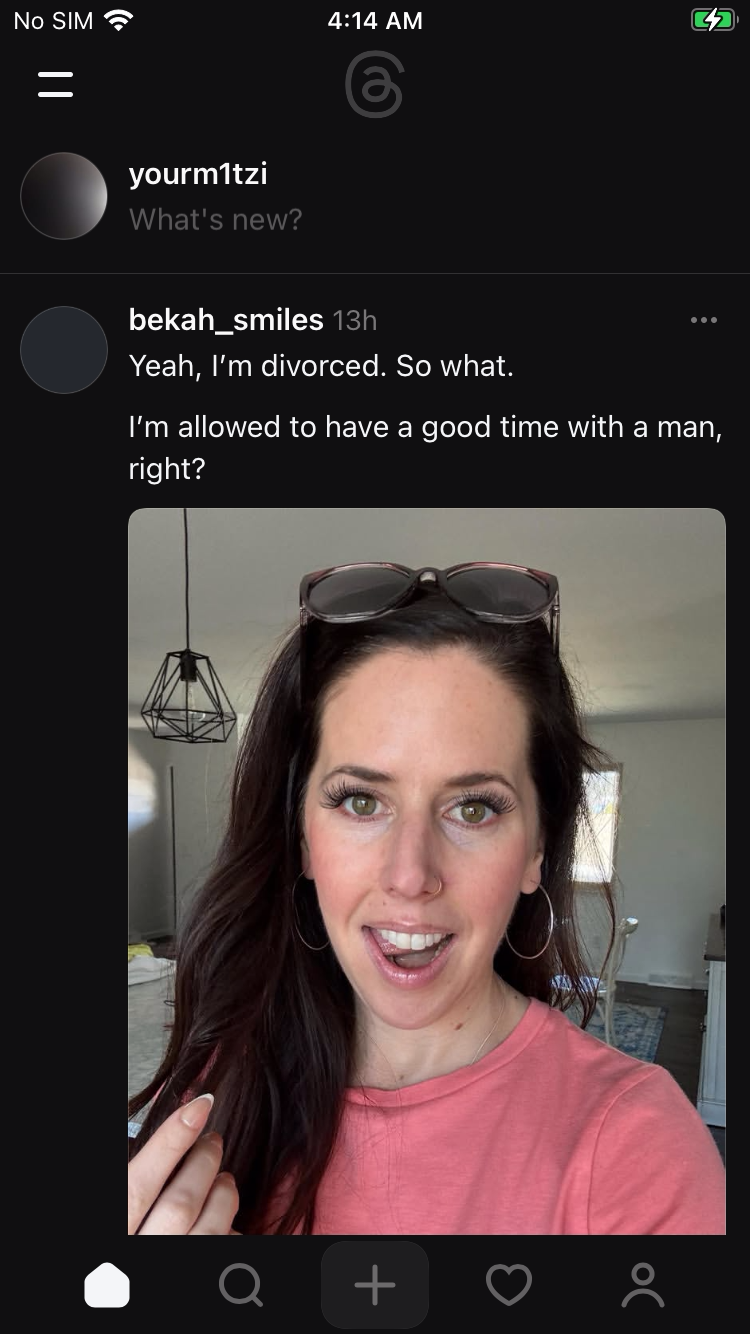 No SIM 4:14 AM
yourm1tzi
What's new?
bekah_smiles 13h
Yeah, I’m divorced. So what.
I’m allowed to have a good time with a man,
right?